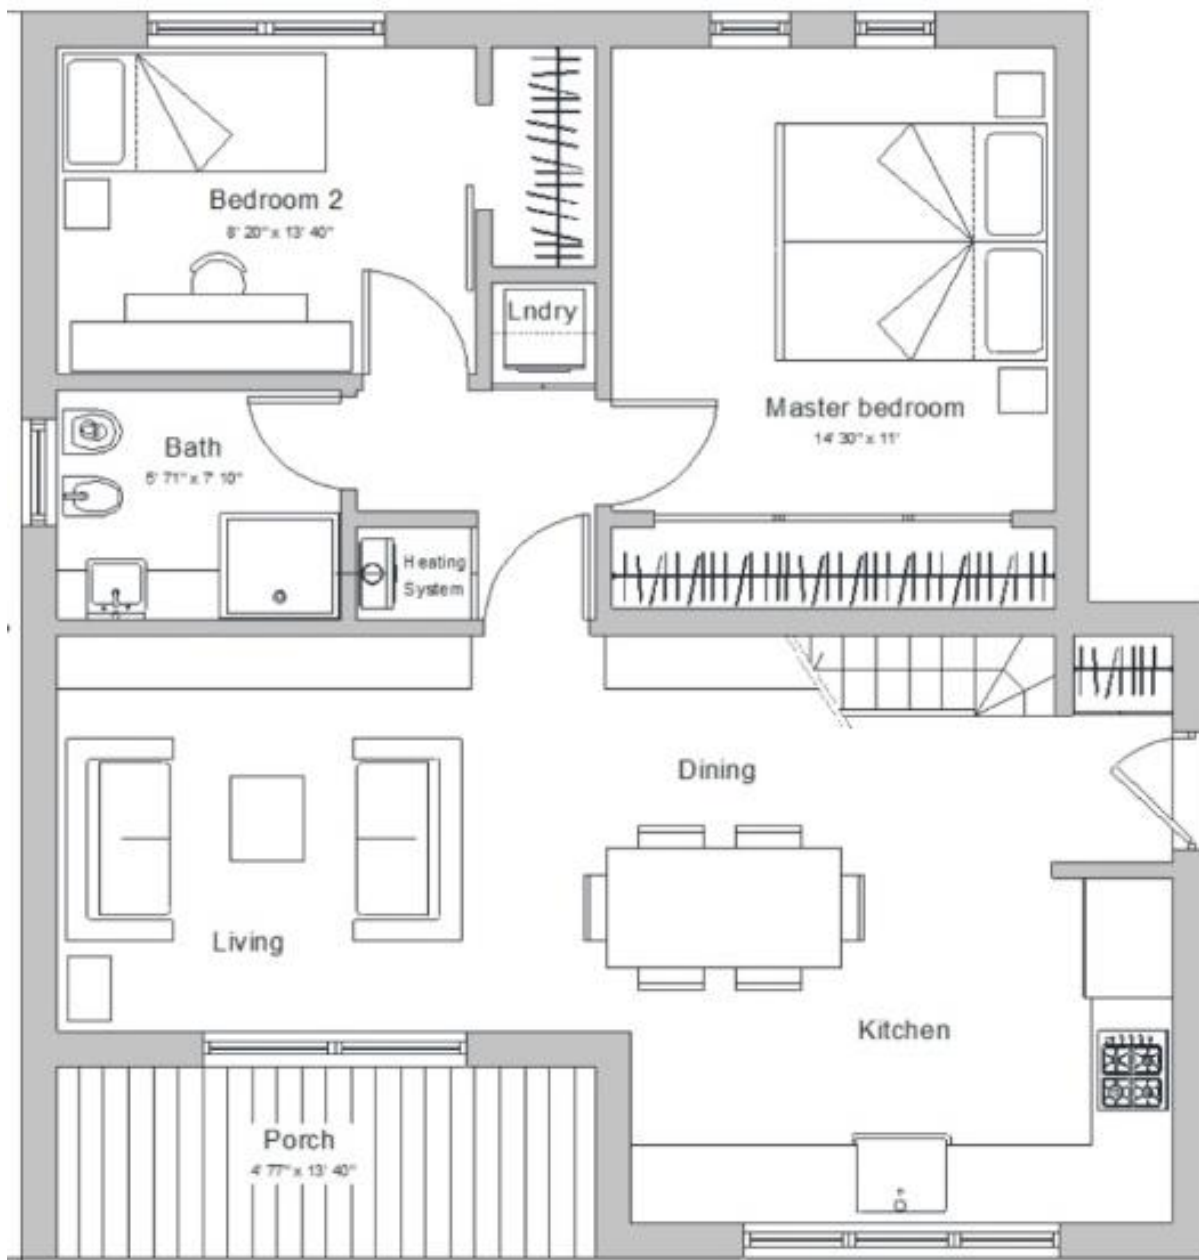 Bedroom 2
8' 20" x 13' 40"
Lndry
Master bedroom
14' 30" x 11'
Bath
5' 71" x 7' 10"
Heating
System
Dining
Living
Kitchen
Porch
4' 77" x 13' 40"